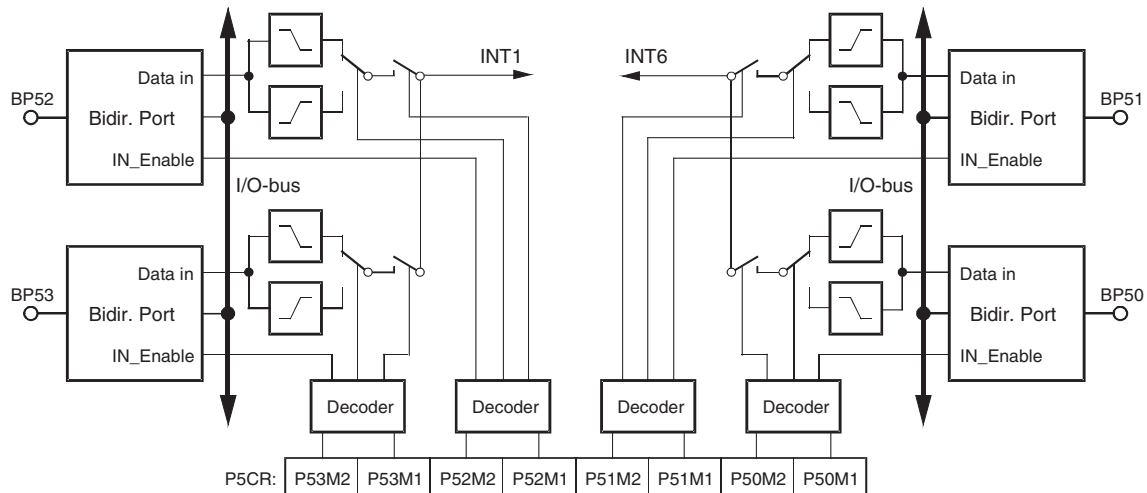 INT1 INT6
Data in Data in
BP52 BP51
Bidir. Port Bidir. Port
IN_Enable IN_Enable
I/O-bus I/O-bus
Data in Data in
BP53 BP50
Bidir. Port Bidir. Port
IN_Enable IN_Enable
Decoder Decoder Decoder Decoder
P5CR: P53M2 P53M1 P52M2 P52M1 P51M2 P51M1 P50M2 P50M1